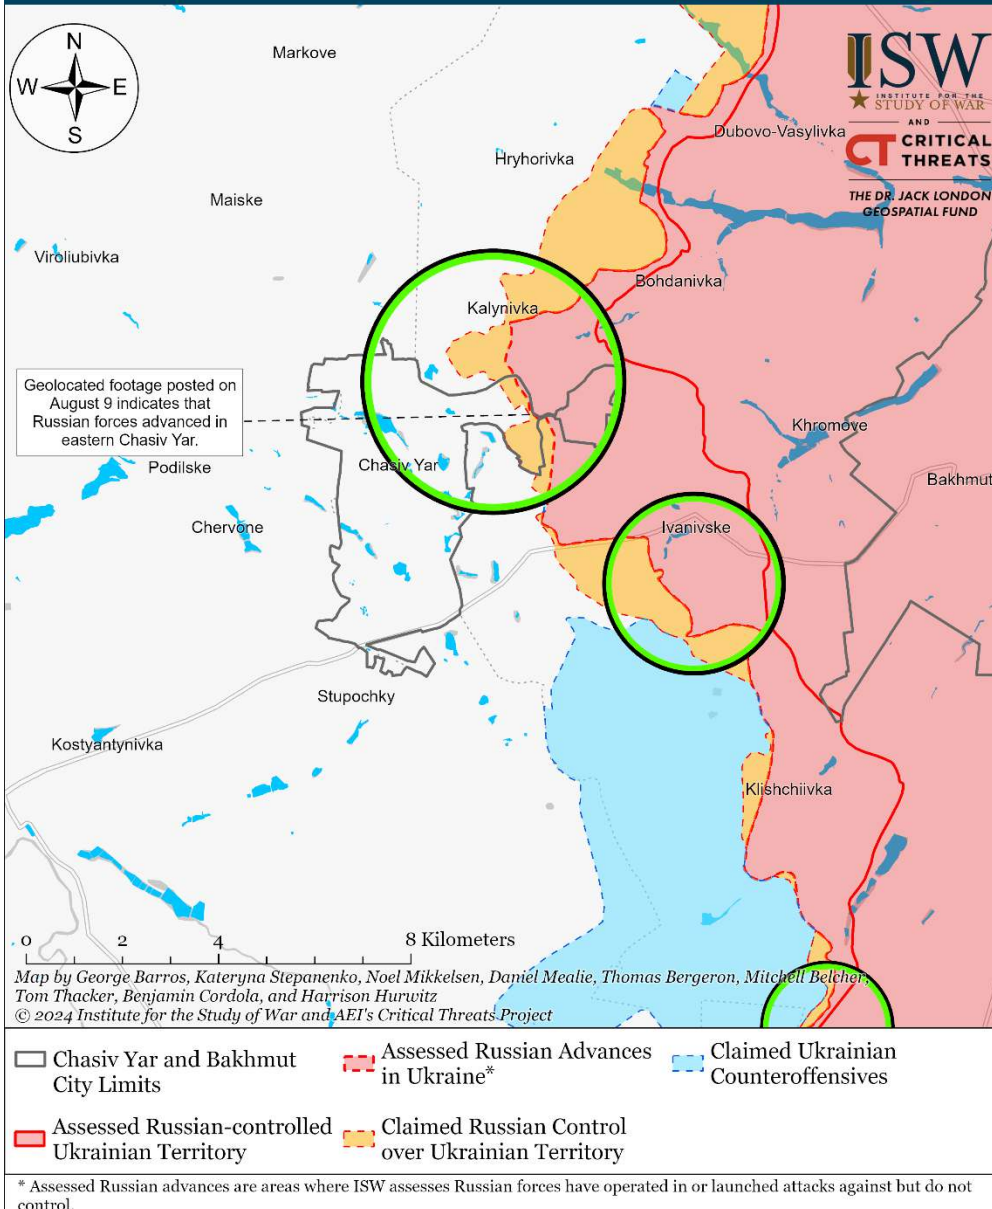 N
W
E
S
Markove
ISW
INSTITUTE FOR THE
STUDY OF WAR
AND
CT CRITICAL
THREATS
THE DR. JACK LONDON
GEOSPATIAL FUND
Dubovo-Vasylivka
Hryhorivka
Maiske
Viroliubivka
Bohdanivka
Kalynivka
Geolocated footage posted on
August 9 indicates that
Russian forces advanced in
eastern Chasiv Yar.
Khromove
Podilske
Chasiv Yar
Bakhmut
Chervone
Ivanivske
Stupochky
Kostyantynivka
Klishchiivka
0 2 4 8 Kilometers
Map by George Barros, Kateryna Stepanenko, Noel Mikkelsen, Daniel Mealie, Thomas Bergeron, Mitchell Belcher,
Tom Thacker, Benjamin Cordola, and Harrison Hurwitz
© 2024 Institute for the Study of War and AEI's Critical Threats Project
Chasiv Yar and Bakhmut
City Limits
Assessed Russian Advances
in Ukraine*
Claimed Ukrainian
Counteroffensives
Assessed Russian-controlled
Ukrainian Territory
Claimed Russian Control
over Ukrainian Territory
* Assessed Russian advances are areas where ISW assesses Russian forces have operated in or launched attacks against but do not
control.